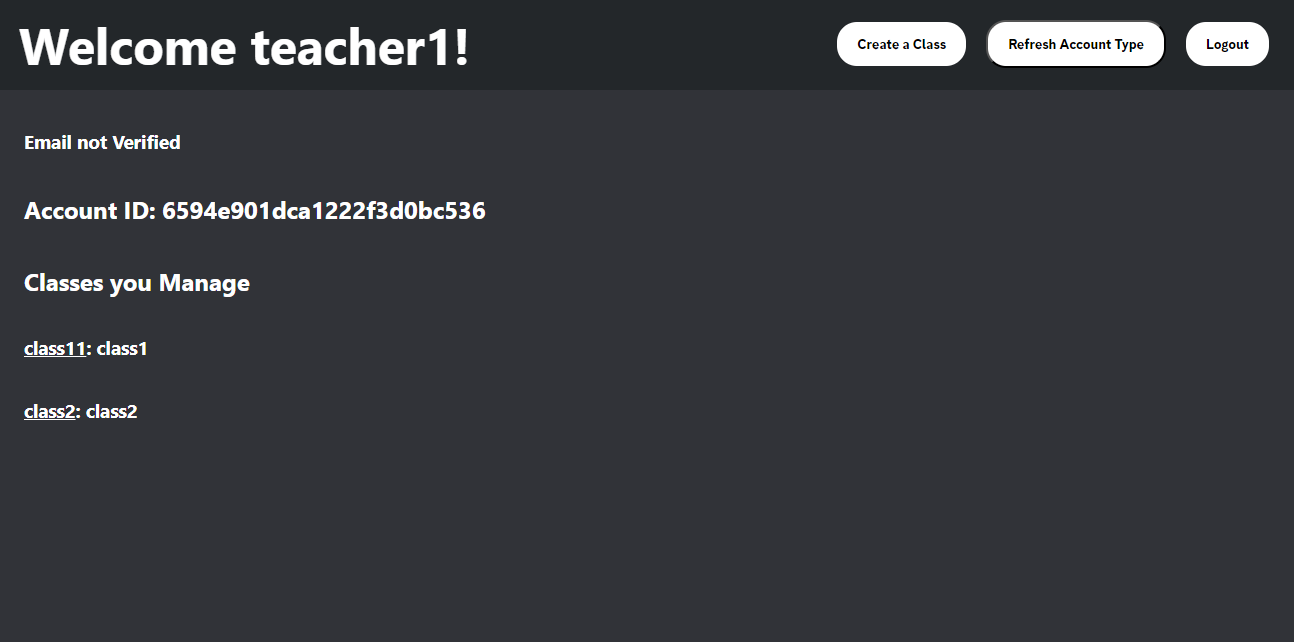 Welcome teacher1!
Create a Class
Refresh Account Type
Logout
Email not Verified
Account ID: 6594e901dca1222f3d0bc536
Classes you Manage
class11: class1
class2: class2